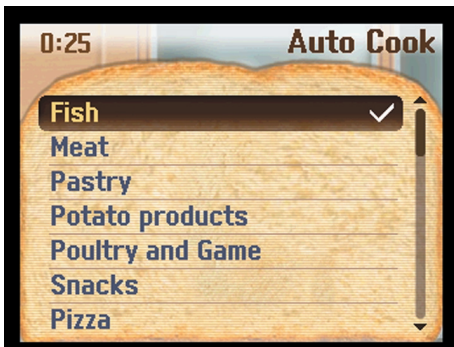 0:25 Auto Cook
Fish
Meat
Pastry
Potato products
Poultry and Game
Snacks
Pizza